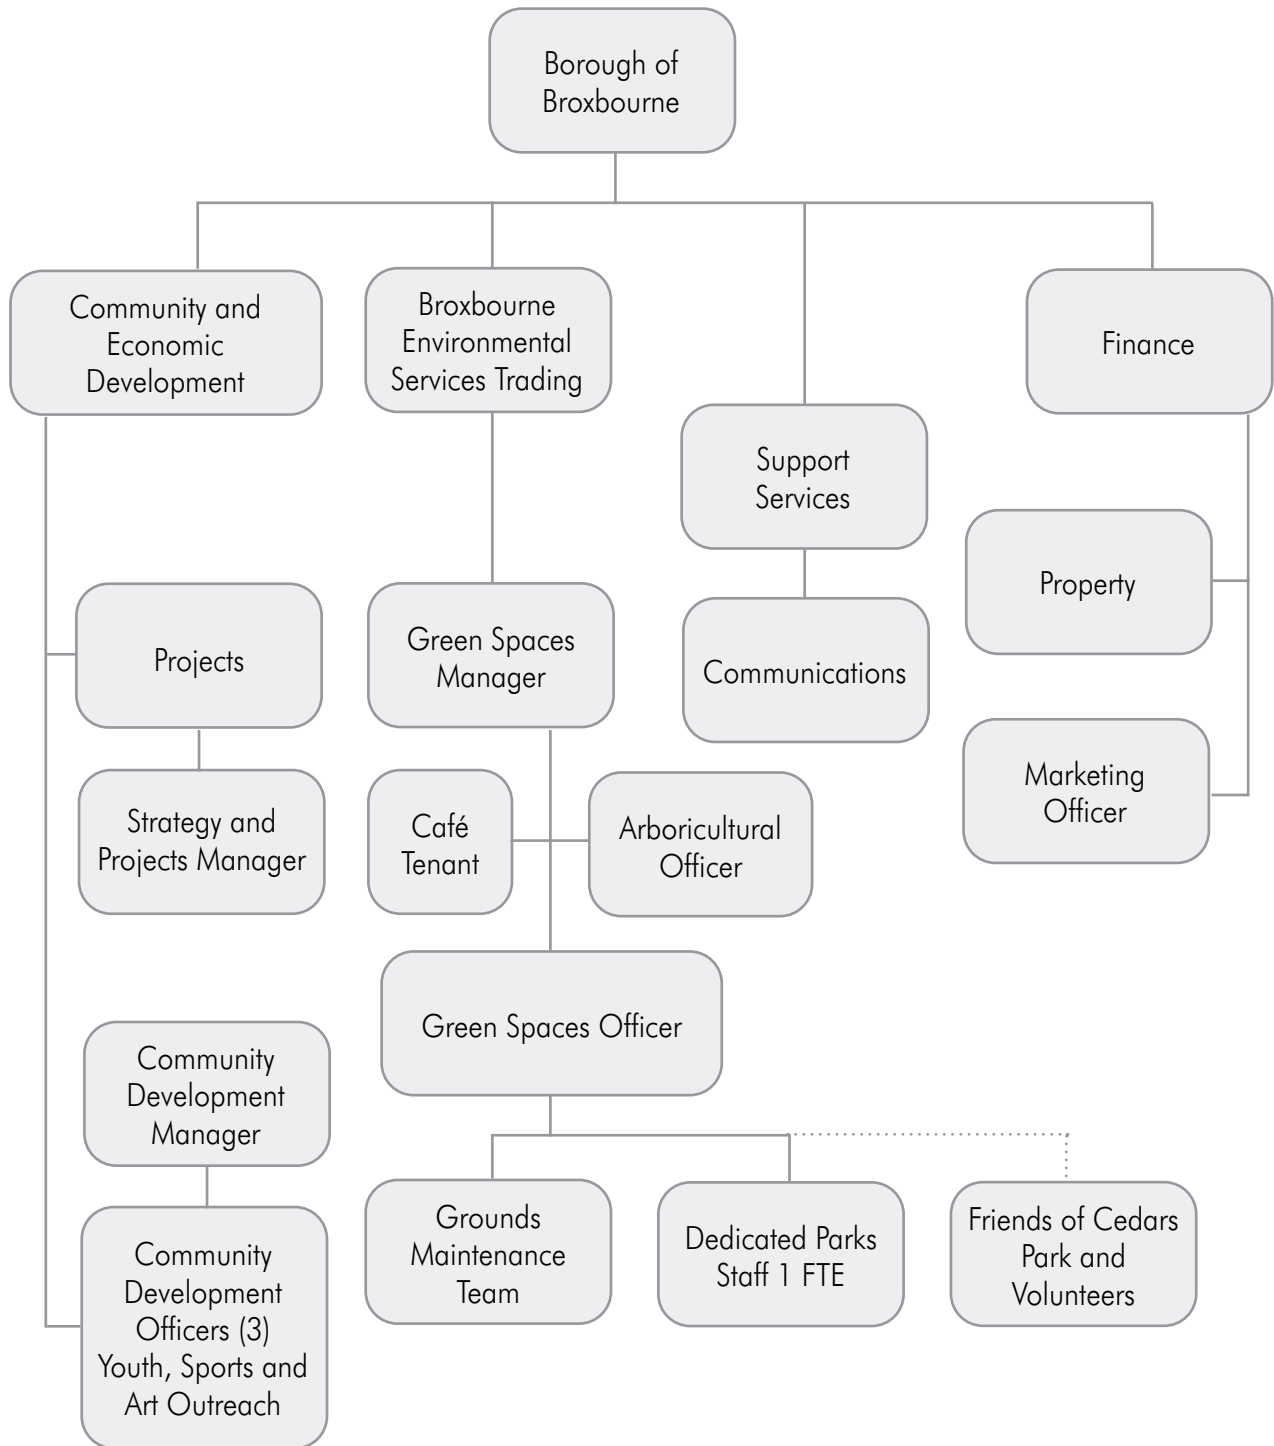 Borough of
Broxbourne
Community and
Economic
Development
Broxbourne
Environmental
Services Trading
Support
Services
Finance
Property
Communications
Projects
Green Spaces
Manager
Marketing
Officer
Strategy and
Projects Manager
Café
Tenant
Arboricultural
Officer
Green Spaces Officer
Community
Development
Manager
Community
Development
Officers (3)
Youth, Sports and
Art Outreach
Grounds
Maintenance
Team
Dedicated Parks
Staff 1 FTE
Friends of Cedars
Park and
Volunteers